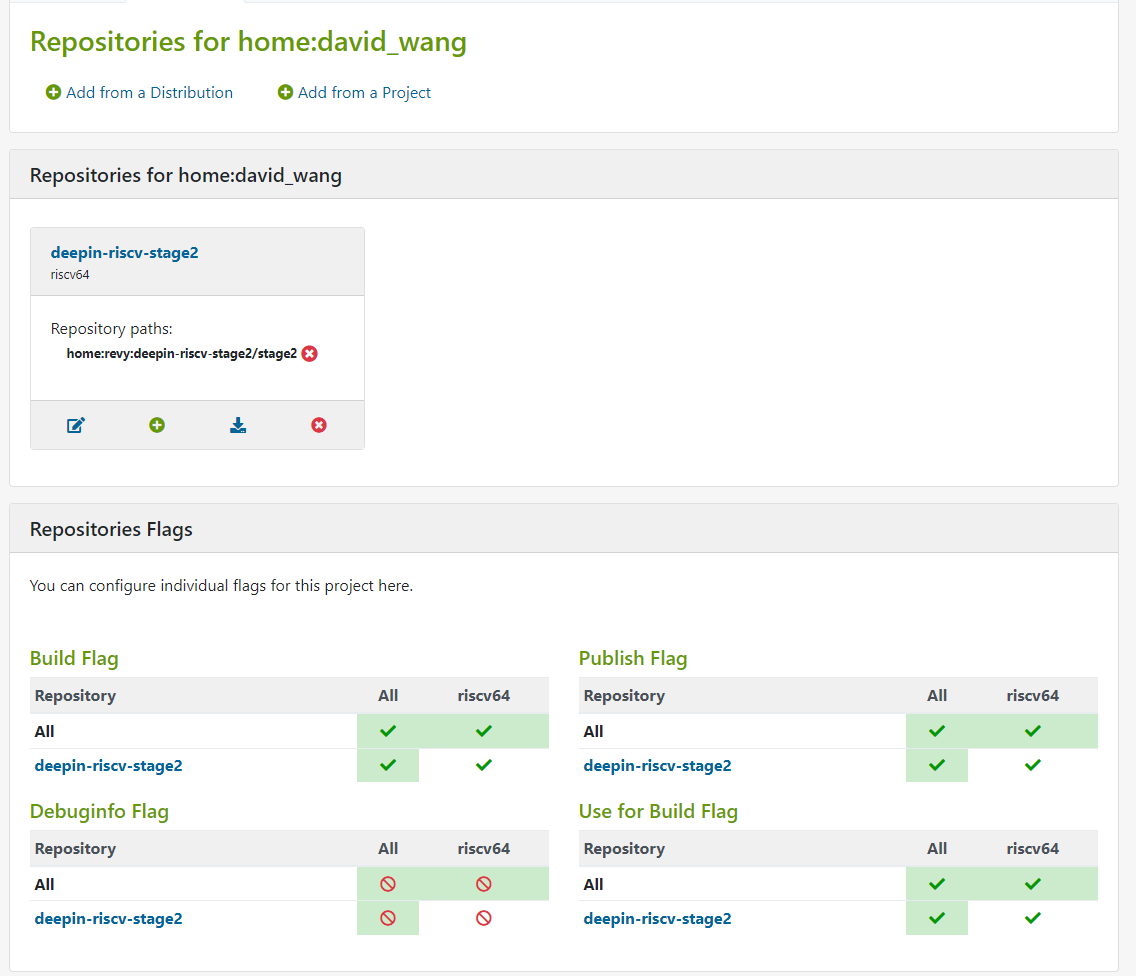 Repositories for home:david_wang
Add from a Distribution Add from a Project
Repositories for home:david_wang
deepin-riscv-stage2
riscv64
Repository paths:
home:revy:deepin-riscv-stage2/stage2
Repositories Flags
You can configure individual flags for this project here.
Build Flag
Repository All riscv64
All
deepin-riscv-stage2
Publish Flag
Repository All riscv64
All
deepin-riscv-stage2
Debuginfo Flag
Repository All riscv64
All
deepin-riscv-stage2
Use for Build Flag
Repository All riscv64
All
deepin-riscv-stage2